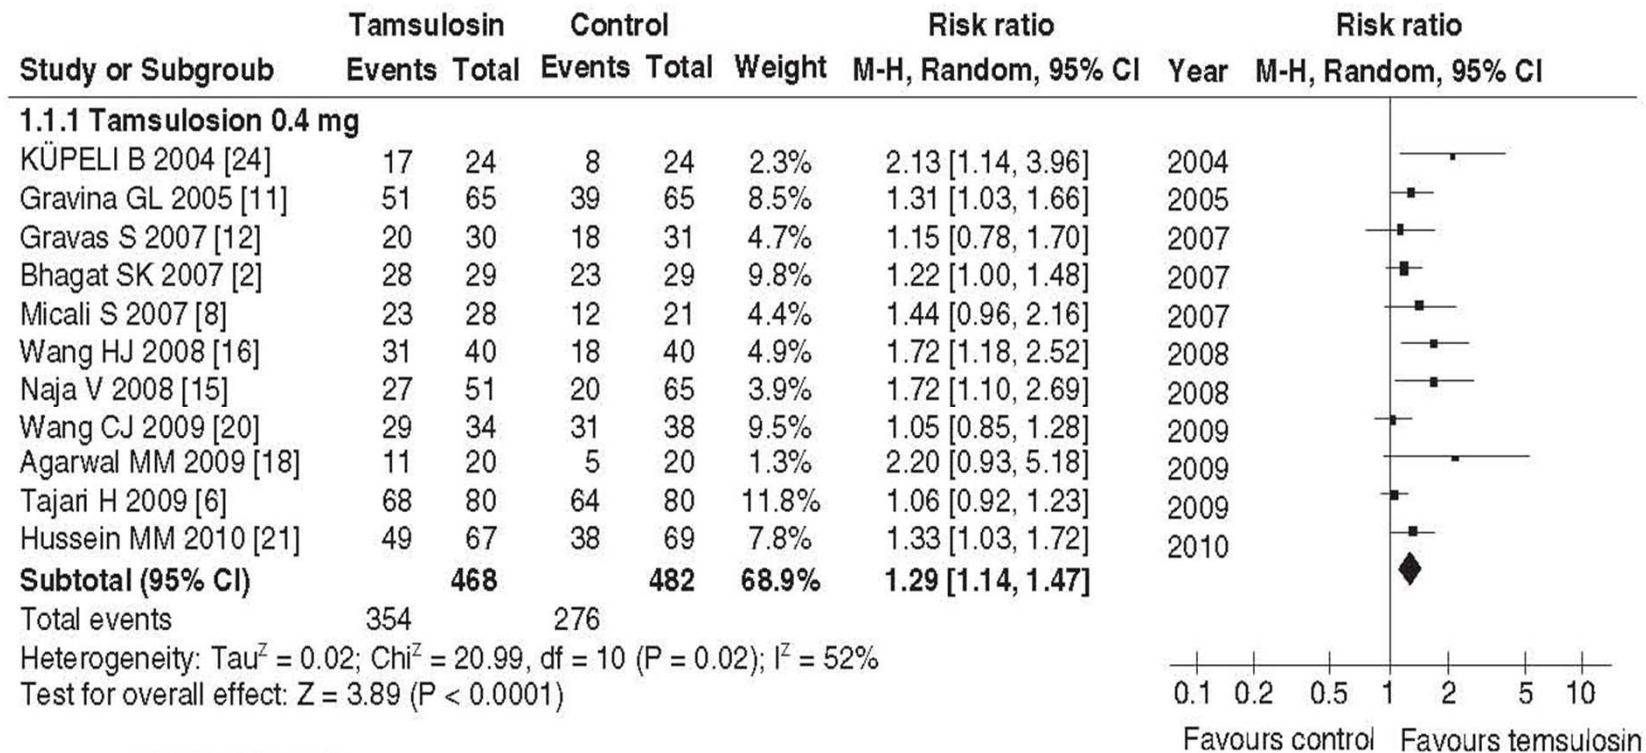 Tamsulosin Control Risk ratio Risk ratio
Study or Subgroub Events Total Events Total Weight M-H, Random, 95% CI Year M-H, Random, 95% CI
1.1.1 Tamsulosion 0.4 mg
KÜPELI B 2004 [24] 17 24 8 24 2.3% 2.13 [1.14, 3.96] 2004
Gravina GL 2005 [11] 51 65 39 65 8.5% 1.31 [1.03, 1.66] 2005
Gravas S 2007 [12] 20 30 18 31 4.7% 1.15 [0.78, 1.70] 2007
Bhagat SK 2007 [2] 28 29 23 29 9.8% 1.22 [1.00, 1.48] 2007
Micali S 2007 [8] 23 28 12 21 4.4% 1.44 [0.96, 2.16] 2007
Wang HJ 2008 [16] 31 40 18 40 4.9% 1.72 [1.18, 2.52] 2008
Naja V 2008 [15] 27 51 20 65 3.9% 1.72 [1.10, 2.69] 2008
Wang CJ 2009 [20] 29 34 31 38 9.5% 1.05 [0.85, 1.28] 2009
Agarwal MM 2009 [18] 11 20 5 20 1.3% 2.20 [0.93, 5.18] 2009
Tajari H 2009 [6] 68 80 64 80 11.8% 1.06 [0.92, 1.23] 2009
Hussein MM 2010 [21] 49 67 38 69 7.8% 1.33 [1.03, 1.72] 2010
Subtotal (95% CI) 468 482 68.9% 1.29 [1.14, 1.47]
Total events 354 276
Heterogeneity: Tauᶻ = 0.02; Chiᶻ = 20.99, df = 10 (P = 0.02); Iᶻ = 52%
Test for overall effect: Z = 3.89 (P < 0.0001)
0.1 0.2 0.5 1 2 5 10
Favours control Favours temsulosin